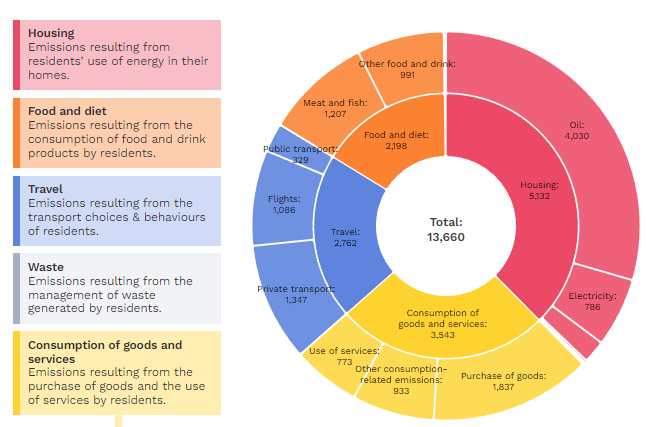 Housing
Emissions resulting from
residents' use of energy in their
homes.
Food and diet
Emissions resulting from the
consumption of food and drink
products by residents.
Travel
Emissions resulting from the
transport choices & behaviours
of residents.
Waste
Emissions resulting from the
management of waste
generated by residents.
Consumption of goods and
services
Emissions resulting from the
purchase of goods and the use
of services by residents.
Other food and drink:
991
Meat and fish:
1,207
Food and diet:
2,198
Oil:
4,030
Public transport:
329
Housing:
5,132
Flights:
1,086
Travel:
2,762
Total:
13,660
Private transport:
1,347
Electricity:
786
Consumption of
goods and services:
3,543
Use of services:
773
Other consumption-
related emissions:
933
Purchase of goods:
1,837